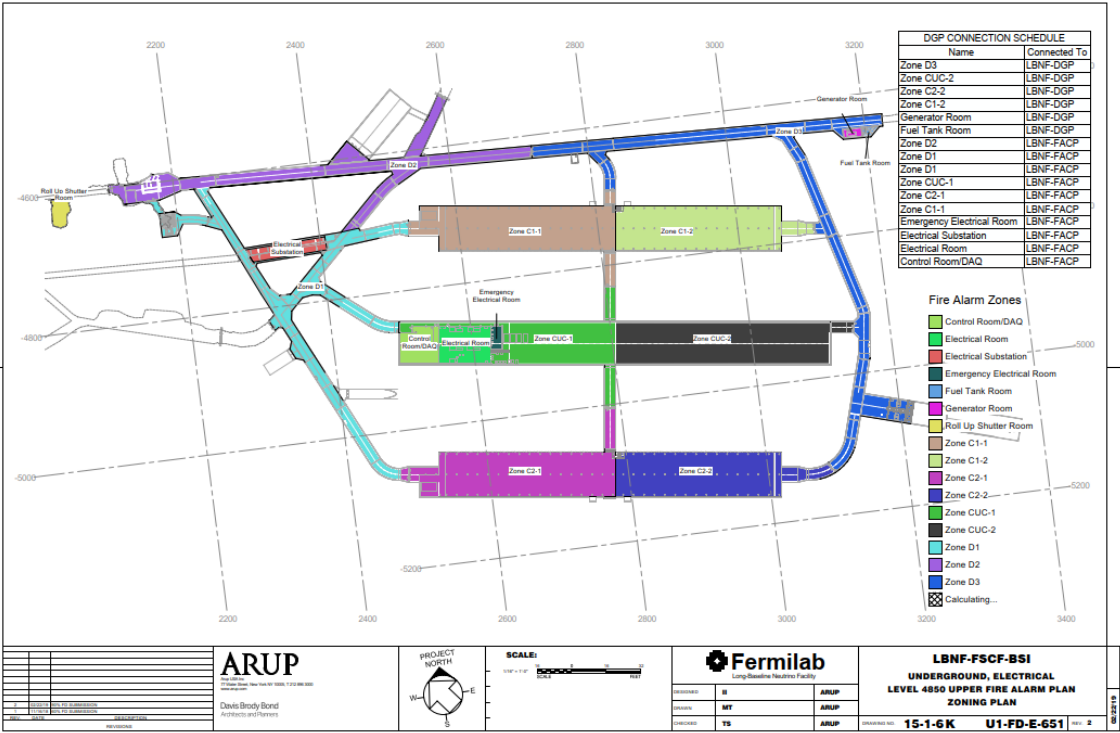 2200
2400
2600
2800
3000
3200
DGP CONNECTION SCHEDULE
Name Connected To
Zone D3 LBNF-DGP
Zone CUC-2 LBNF-DGP
Zone C2-2 LBNF-DGP
Zone C1-2 LBNF-DGP
Generator Room LBNF-DGP
Fuel Tank Room LBNF-DGP
Zone D2 LBNF-FACP
Zone D1 LBNF-FACP
Zone D1 LBNF-FACP
Zone CUC-1 LBNF-FACP
Zone C2-1 LBNF-FACP
Zone C1-1 LBNF-FACP
Emergency Electrical Room LBNF-FACP
Electrical Substation LBNF-FACP
Electrical Room LBNF-FACP
Control Room/DAQ LBNF-FACP
Generator Room
Zone D3
Fuel Tank Room
Zone D2
Roll Up Shutter
Room
-4600
Zone C1-1
Zone C1-2
Electrical
Substation
Zone D1
Emergency
Electrical Room
-4800
Control
Room/DAQ
Electrical Room
Zone CUC-1
Zone CUC-2
-5000
Zone C2-1
Zone C2-2
-5000
-5200
-5200
Fire Alarm Zones
Control Room/DAQ
Electrical Room
Electrical Substation
Emergency Electrical Room
Fuel Tank Room
Generator Room
Roll Up Shutter Room
Zone C1-1
Zone C1-2
Zone C2-1
Zone C2-2
Zone CUC-1
Zone CUC-2
Zone D1
Zone D2
Zone D3
Calculating...
2200
2400
2600
2800
3000
3200
3400
REV. DATE DESCRIPTION
REVISIONS
ARUP
Davis Brody Bond
Architects and Planners
PROJECT
NORTH
W
E
S
SCALE:
SCALE FEET
Fermilab
Long-Baseline Neutrino Facility
DESIGNED II ARUP
DRAWN MT ARUP
CHECKED TS ARUP
LBNF-FSCF-BSI
UNDERGROUND, ELECTRICAL
LEVEL 4850 UPPER FIRE ALARM PLAN
ZONING PLAN
DRAWING NO. 15-1-6K U1-FD-E-651 REV. 2
02/22/19